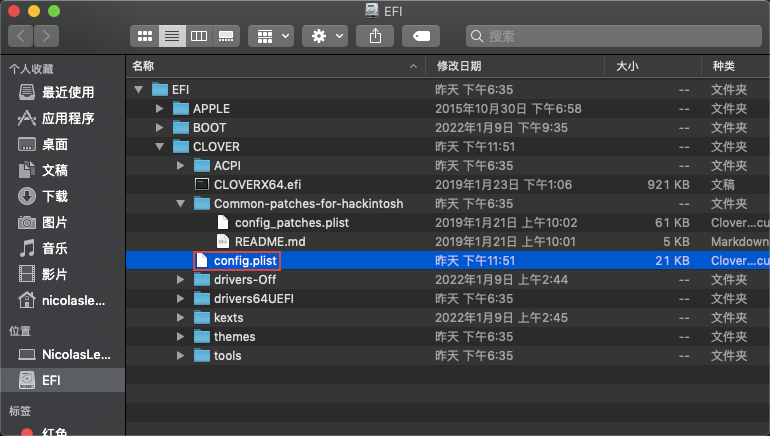 EFI
搜索
个人收藏
最近使用
应用程序
桌面
文稿
下载
图片
音乐
影片
nicolasle...
位置
NicolasLe...
EFI
标签
红色
名称 修改日期 大小 种类
EFI 昨天 下午6:35 -- 文件夹
APPLE 2015年10月30日 下午6:58 -- 文件夹
BOOT 2022年1月9日 下午9:35 -- 文件夹
CLOVER 昨天 下午11:51 -- 文件夹
ACPI 昨天 下午6:35 -- 文件夹
CLOVERX64.efi 2019年1月23日 下午1:06 921 KB 文稿
Common-patches-for-hackintosh 昨天 下午6:35 -- 文件夹
config_patches.plist 2019年1月21日 上午10:02 61 KB Clover...cu
README.md 2019年1月21日 上午10:01 5 KB Markdown
config.plist 昨天 下午11:51 21 KB Clover...cu
drivers-Off 2022年1月9日 上午2:44 -- 文件夹
drivers64UEFI 昨天 下午6:35 -- 文件夹
kexts 2022年1月9日 上午2:45 -- 文件夹
themes 昨天 下午6:35 -- 文件夹
tools 昨天 下午6:35 -- 文件夹